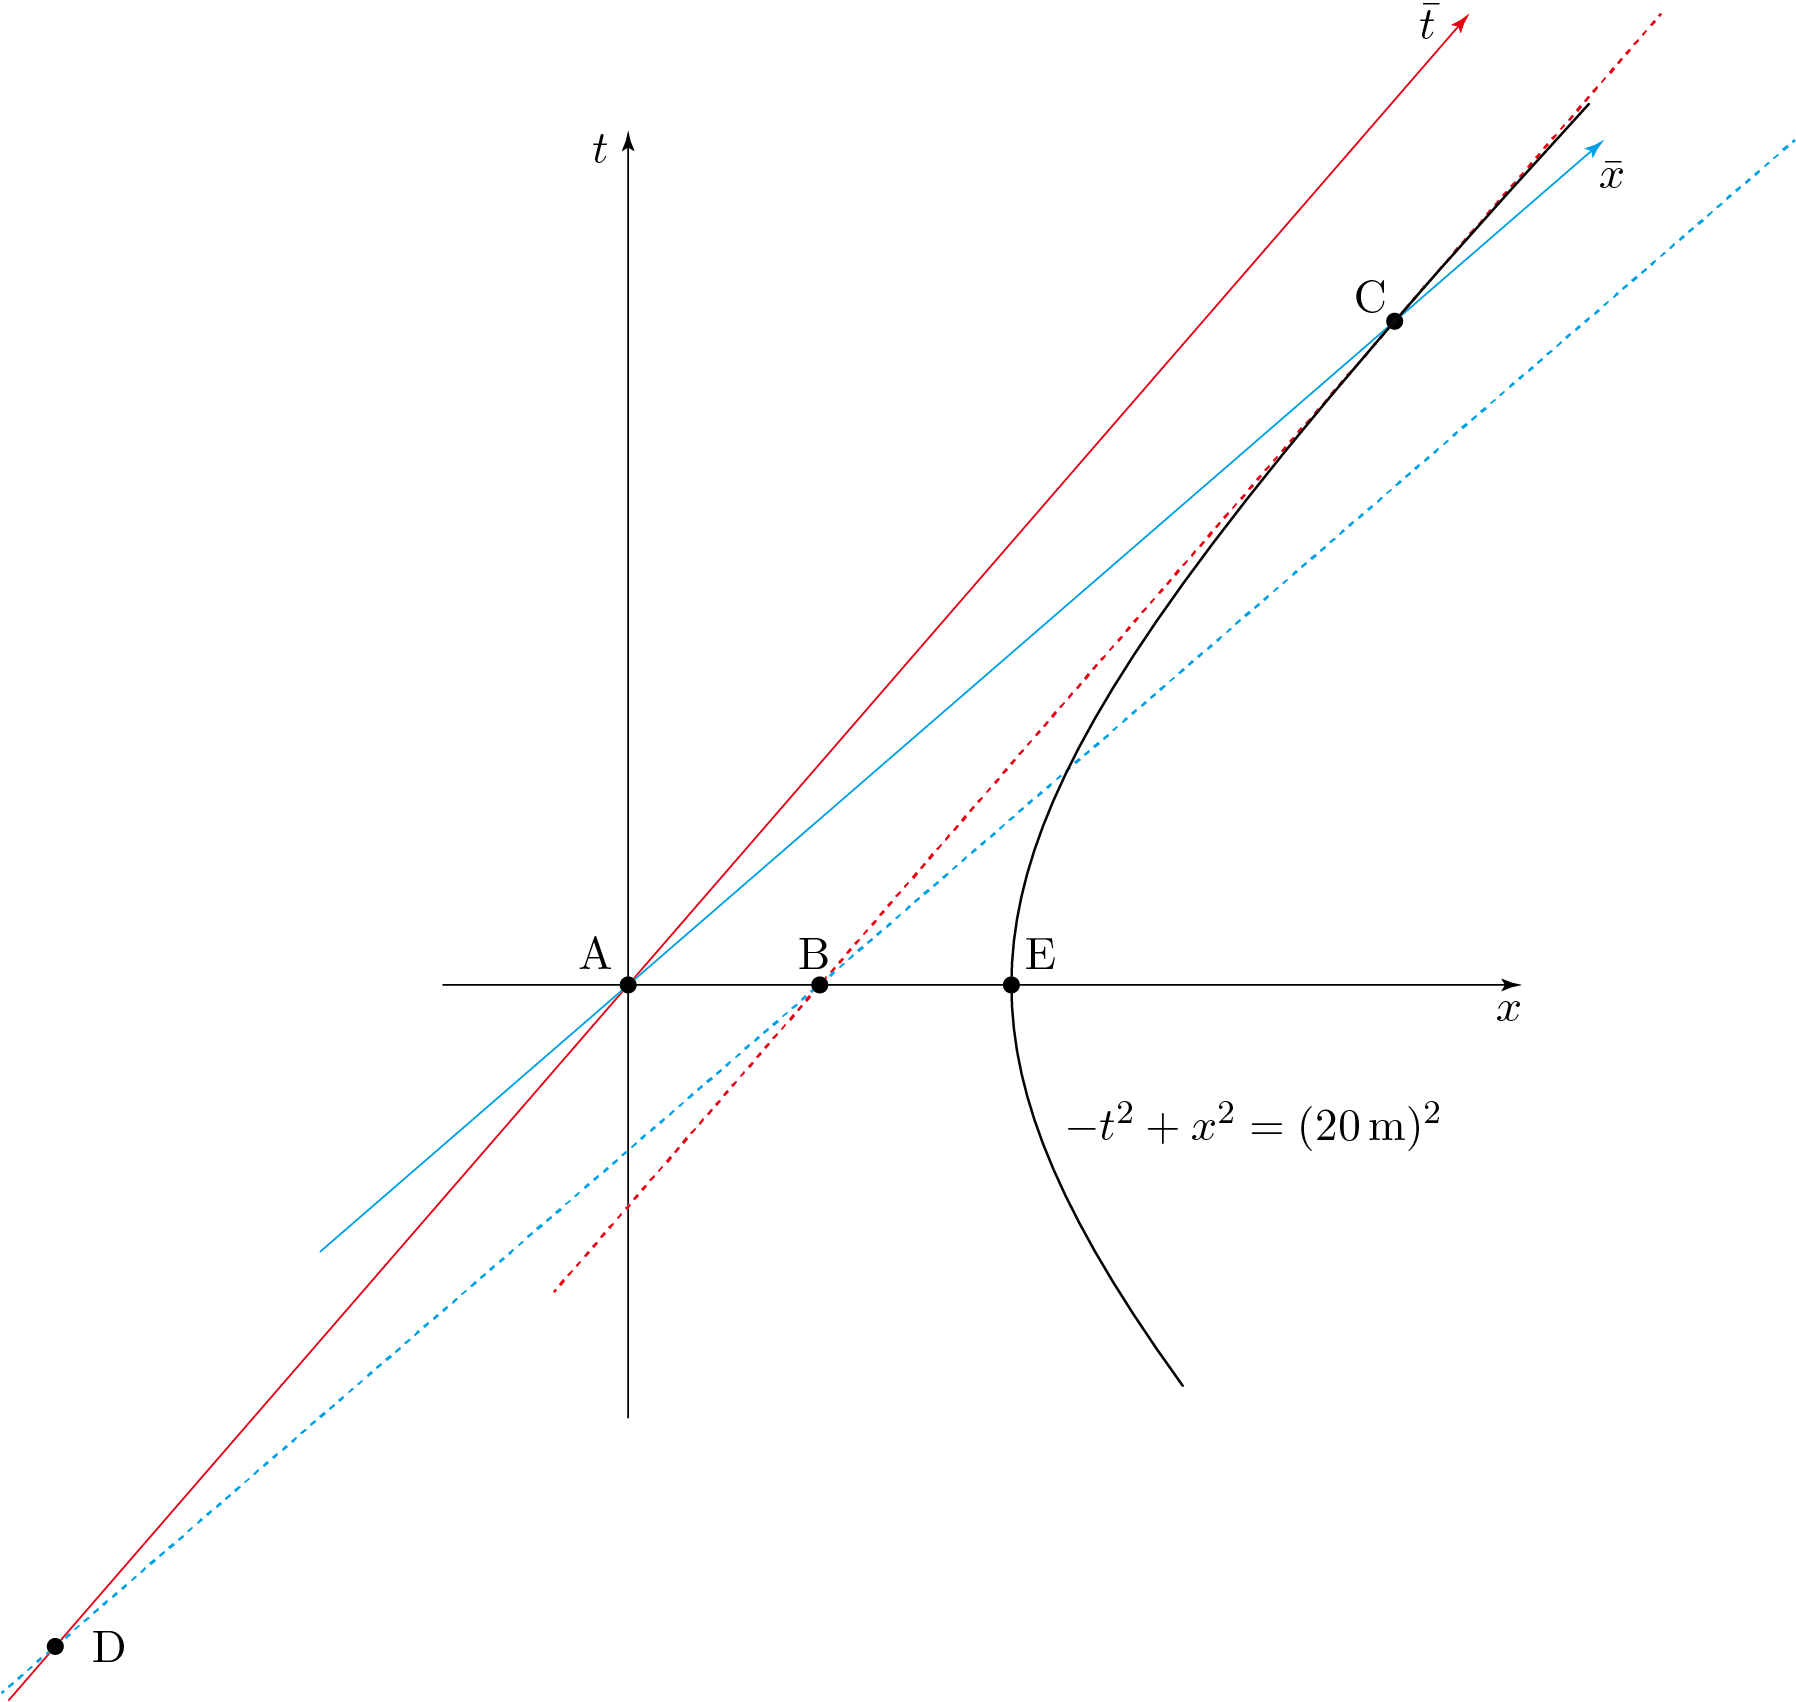 t̄
t
x̄
C
A
B
E
x
−t² + x² = (20 m)²
D